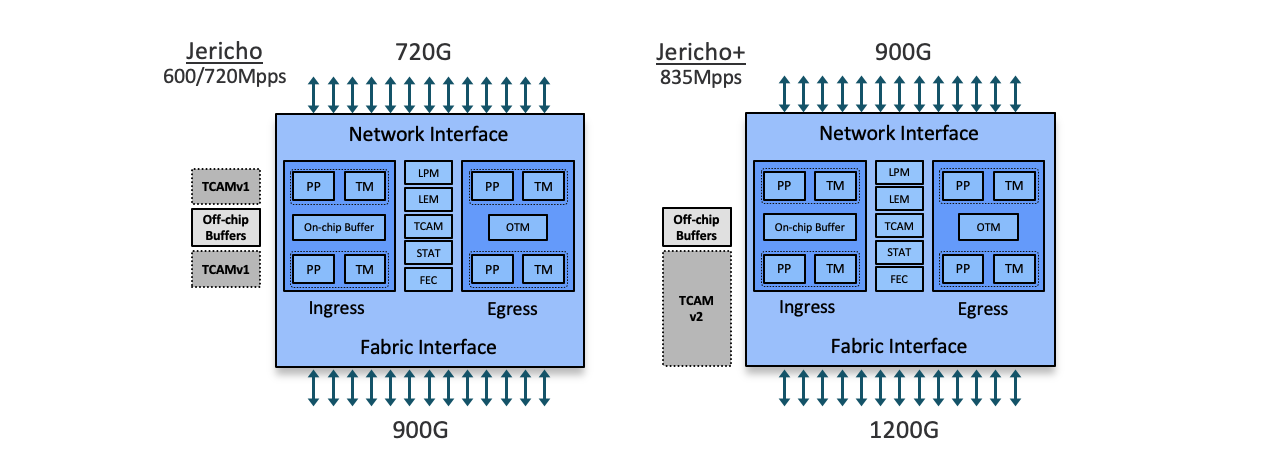 Jericho
600/720Mpps
720G
Network Interface
TCAMv1
Off-chip
Buffers
TCAMv1
PP
TM
On-chip Buffer
PP
TM
Ingress
LPM
LEM
TCAM
STAT
FEC
PP
TM
OTM
PP
TM
Egress
Fabric Interface
900G
Jericho+
835Mpps
900G
Network Interface
Off-chip
Buffers
TCAM
v2
PP
TM
On-chip Buffer
PP
TM
Ingress
LPM
LEM
TCAM
STAT
FEC
PP
TM
OTM
PP
TM
Egress
Fabric Interface
1200G